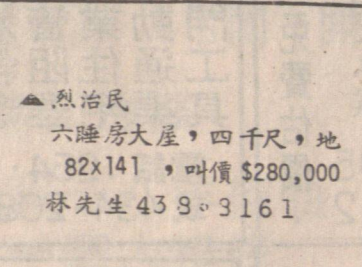 ▲烈治民
六睡房大屋，四千尺，地
82x141 ，叫價 $280,000
林先生 438-3161